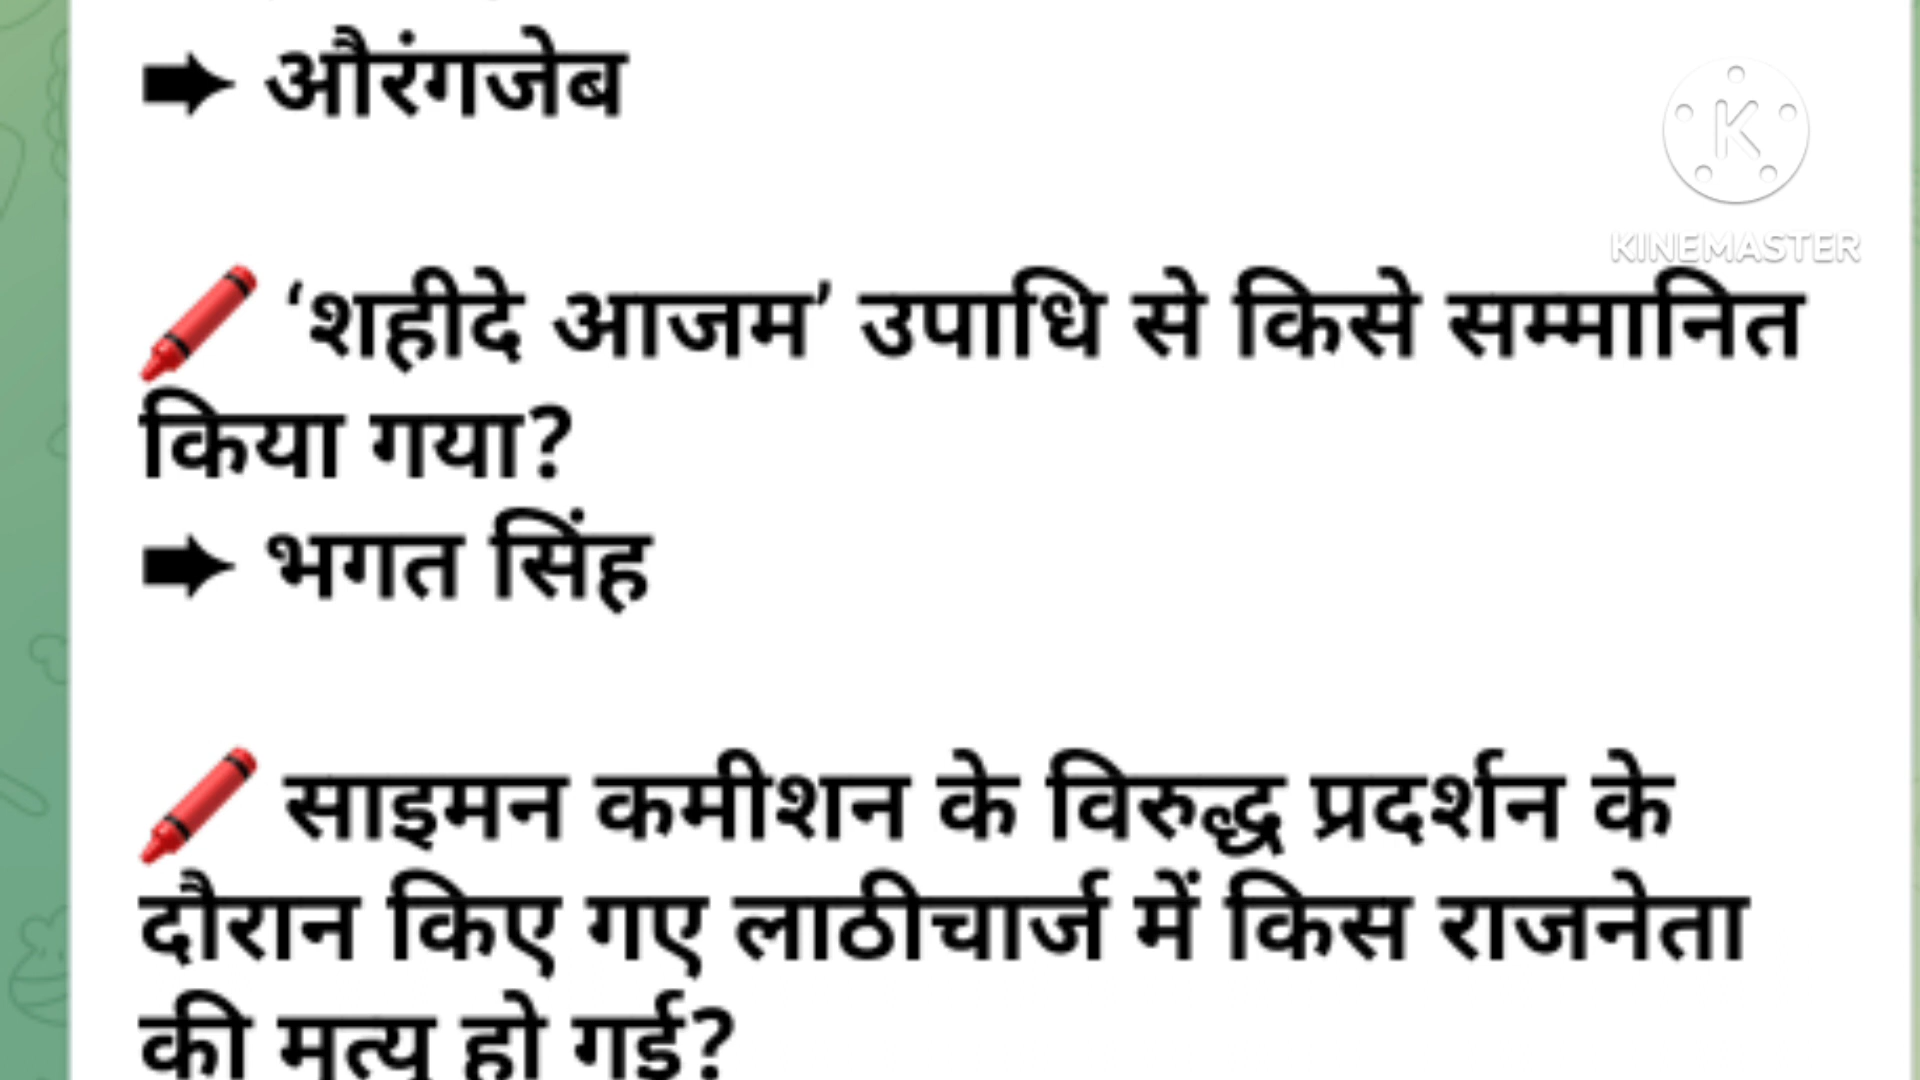 ➡ औरंगजेब
KINEMASTER
🖍 ‘शहीदे आजम’ उपाधि से किसे सम्मानित
किया गया?
➡ भगत सिंह
🖍 साइमन कमीशन के विरुद्ध प्रदर्शन के
दौरान किए गए लाठीचार्ज में किस राजनेता
की मृत्यु हो गई?